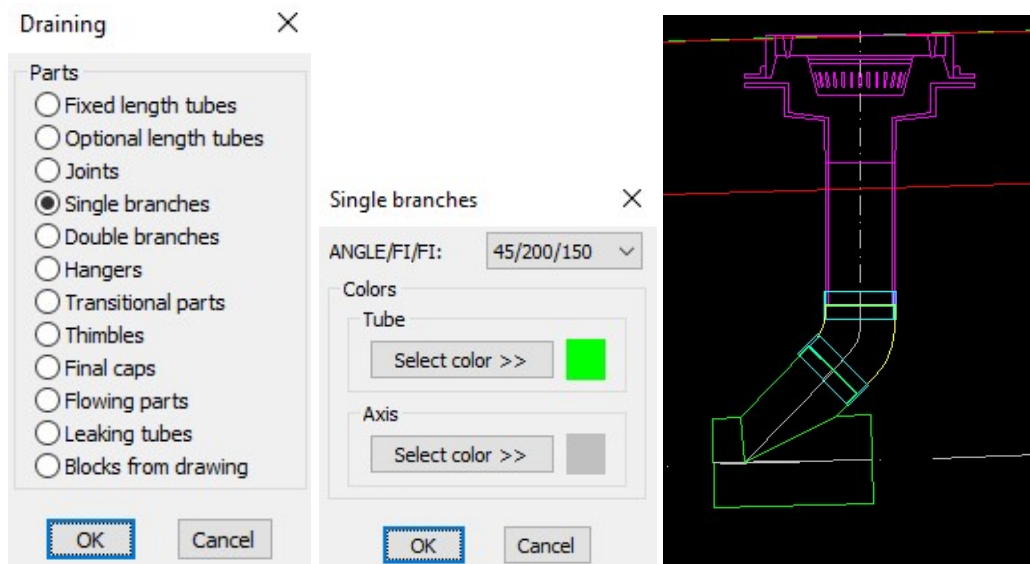 Draining
Parts
Fixed length tubes
Optional length tubes
Joints
Single branches
Double branches
Hangers
Transitional parts
Thimbles
Final caps
Flowing parts
Leaking tubes
Blocks from drawing
OK
Cancel
Single branches
ANGLE/FI/FI:
45/200/150
Colors
Tube
Select color >>
Axis
Select color >>
OK
Cancel